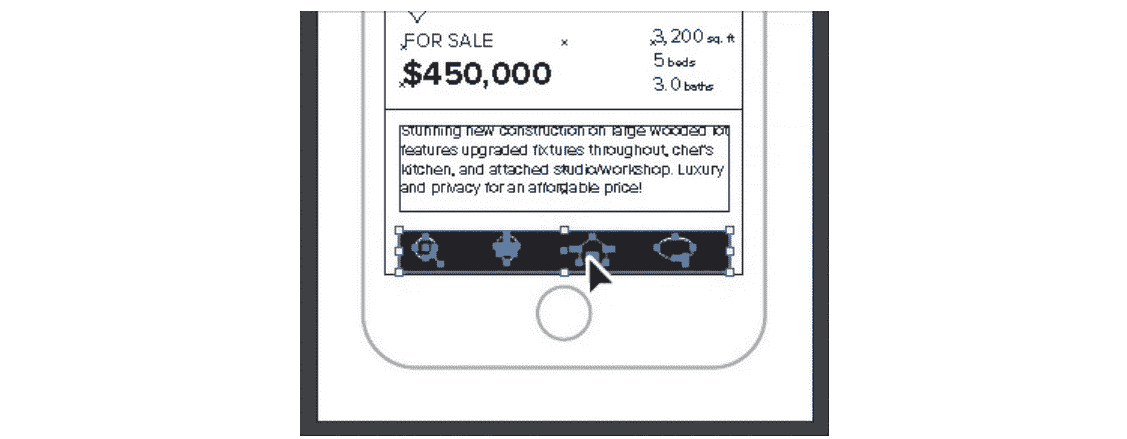 FOR SALE
$450,000
3,200 sq. ft
5 beds
3.0 baths
Stunning new construction on large wooded lot
features upgraded fixtures throughout, chef's
kitchen, and attached studio/workshop. Luxury
and privacy for an affordable price!